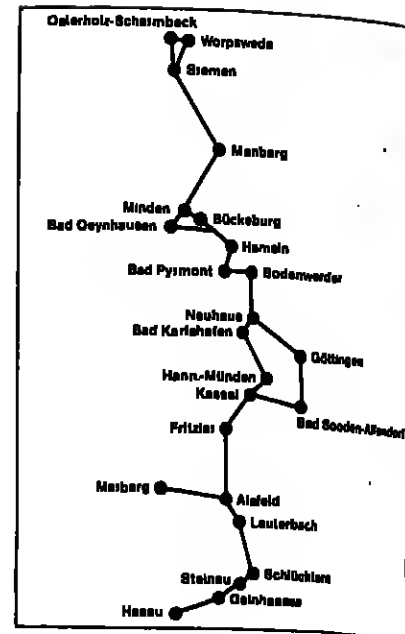 Osterholz-Scharmbeck
Worpswede
Bremen
Minden
Bückeburg
Bad Oeynhausen
Hameln
Bad Pyrmont
Bodenwerder
Neuhaus
Bad Karlshafen
Göttingen
Hann.-Münden
Kassel
Bad Sooden-Allendorf
Fritzlar
Alsfeld
Lauterbach
Schlüchtern
Steinau
Gelnhausen
Hanau